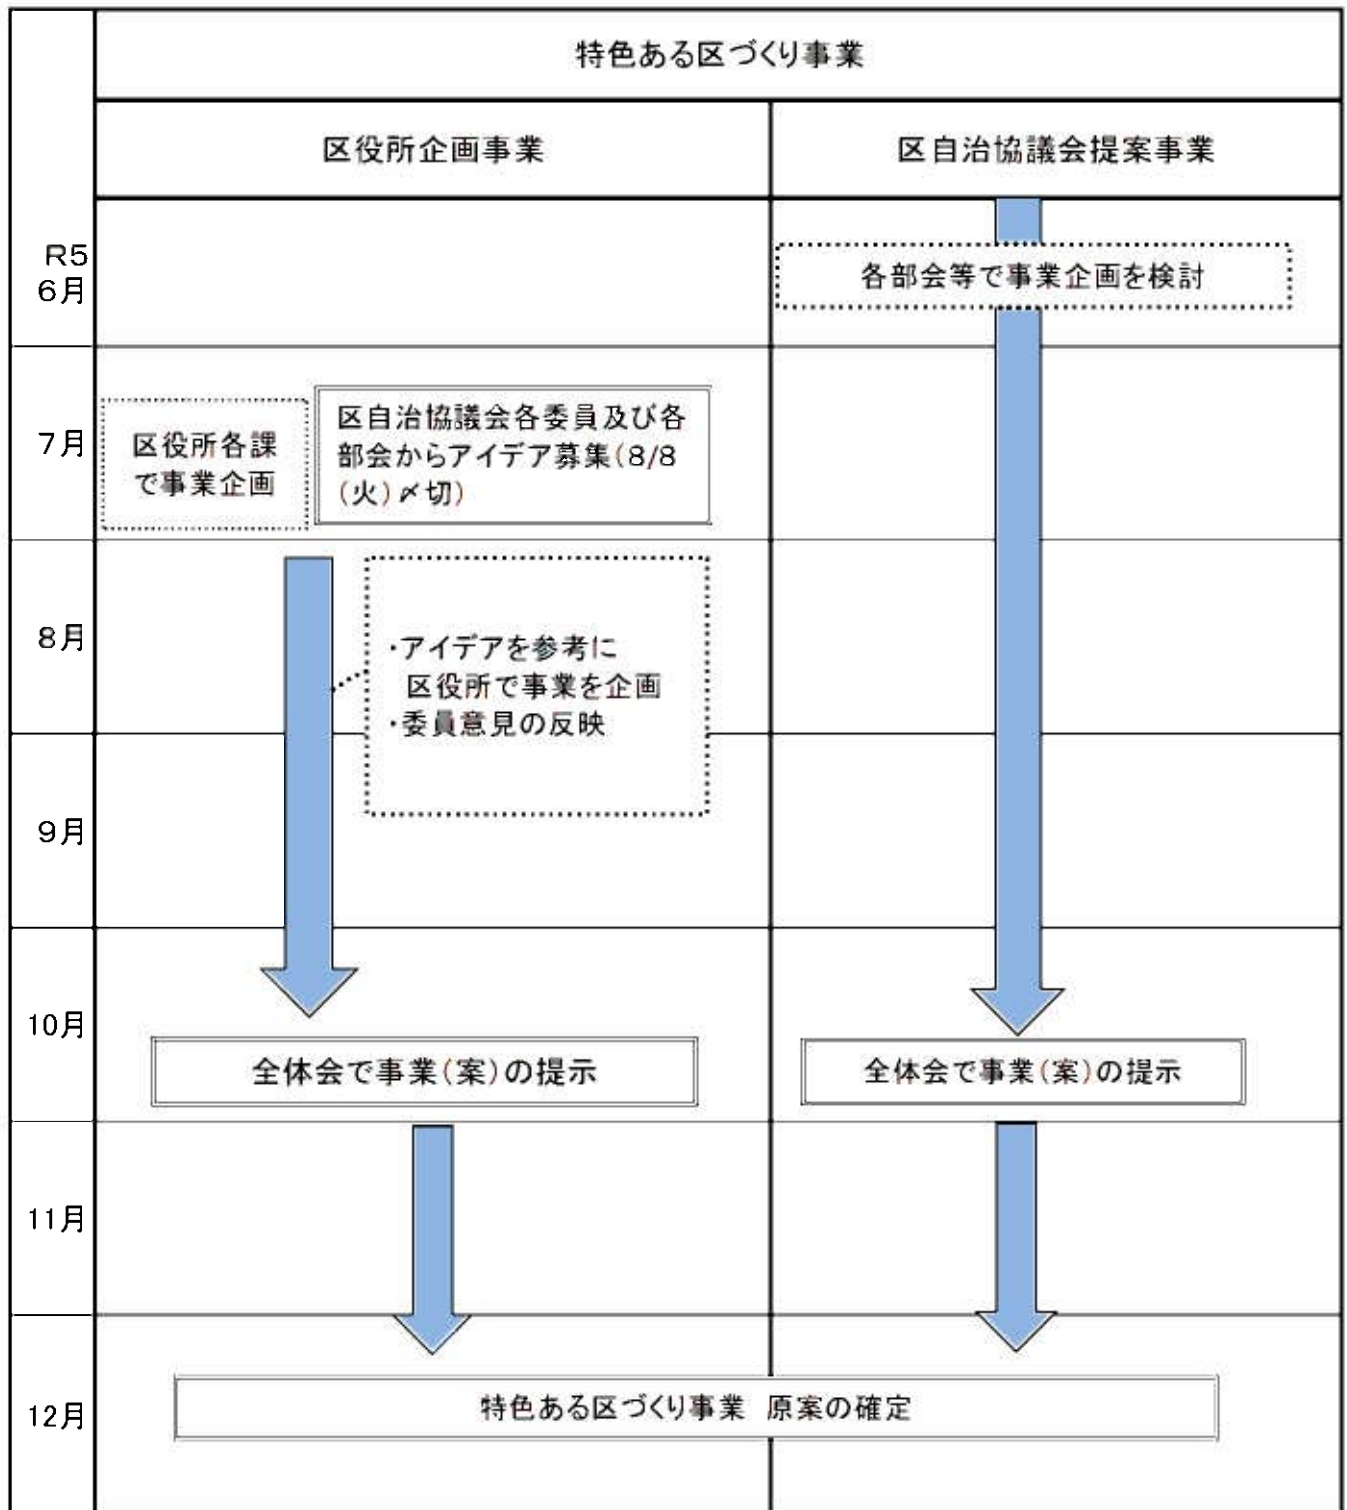 特色ある区づくり事業
区役所企画事業
区自治協議会提案事業
R5
6月
各部会等で事業企画を検討
7月
区役所各課
で事業企画
区自治協議会各委員及び各
部会からアイデア募集(8/8
(火)〆切)
8月
・アイデアを参考に
区役所で事業を企画
・委員意見の反映
9月
10月
全体会で事業(案)の提示
全体会で事業(案)の提示
11月
12月
特色ある区づくり事業 原案の確定